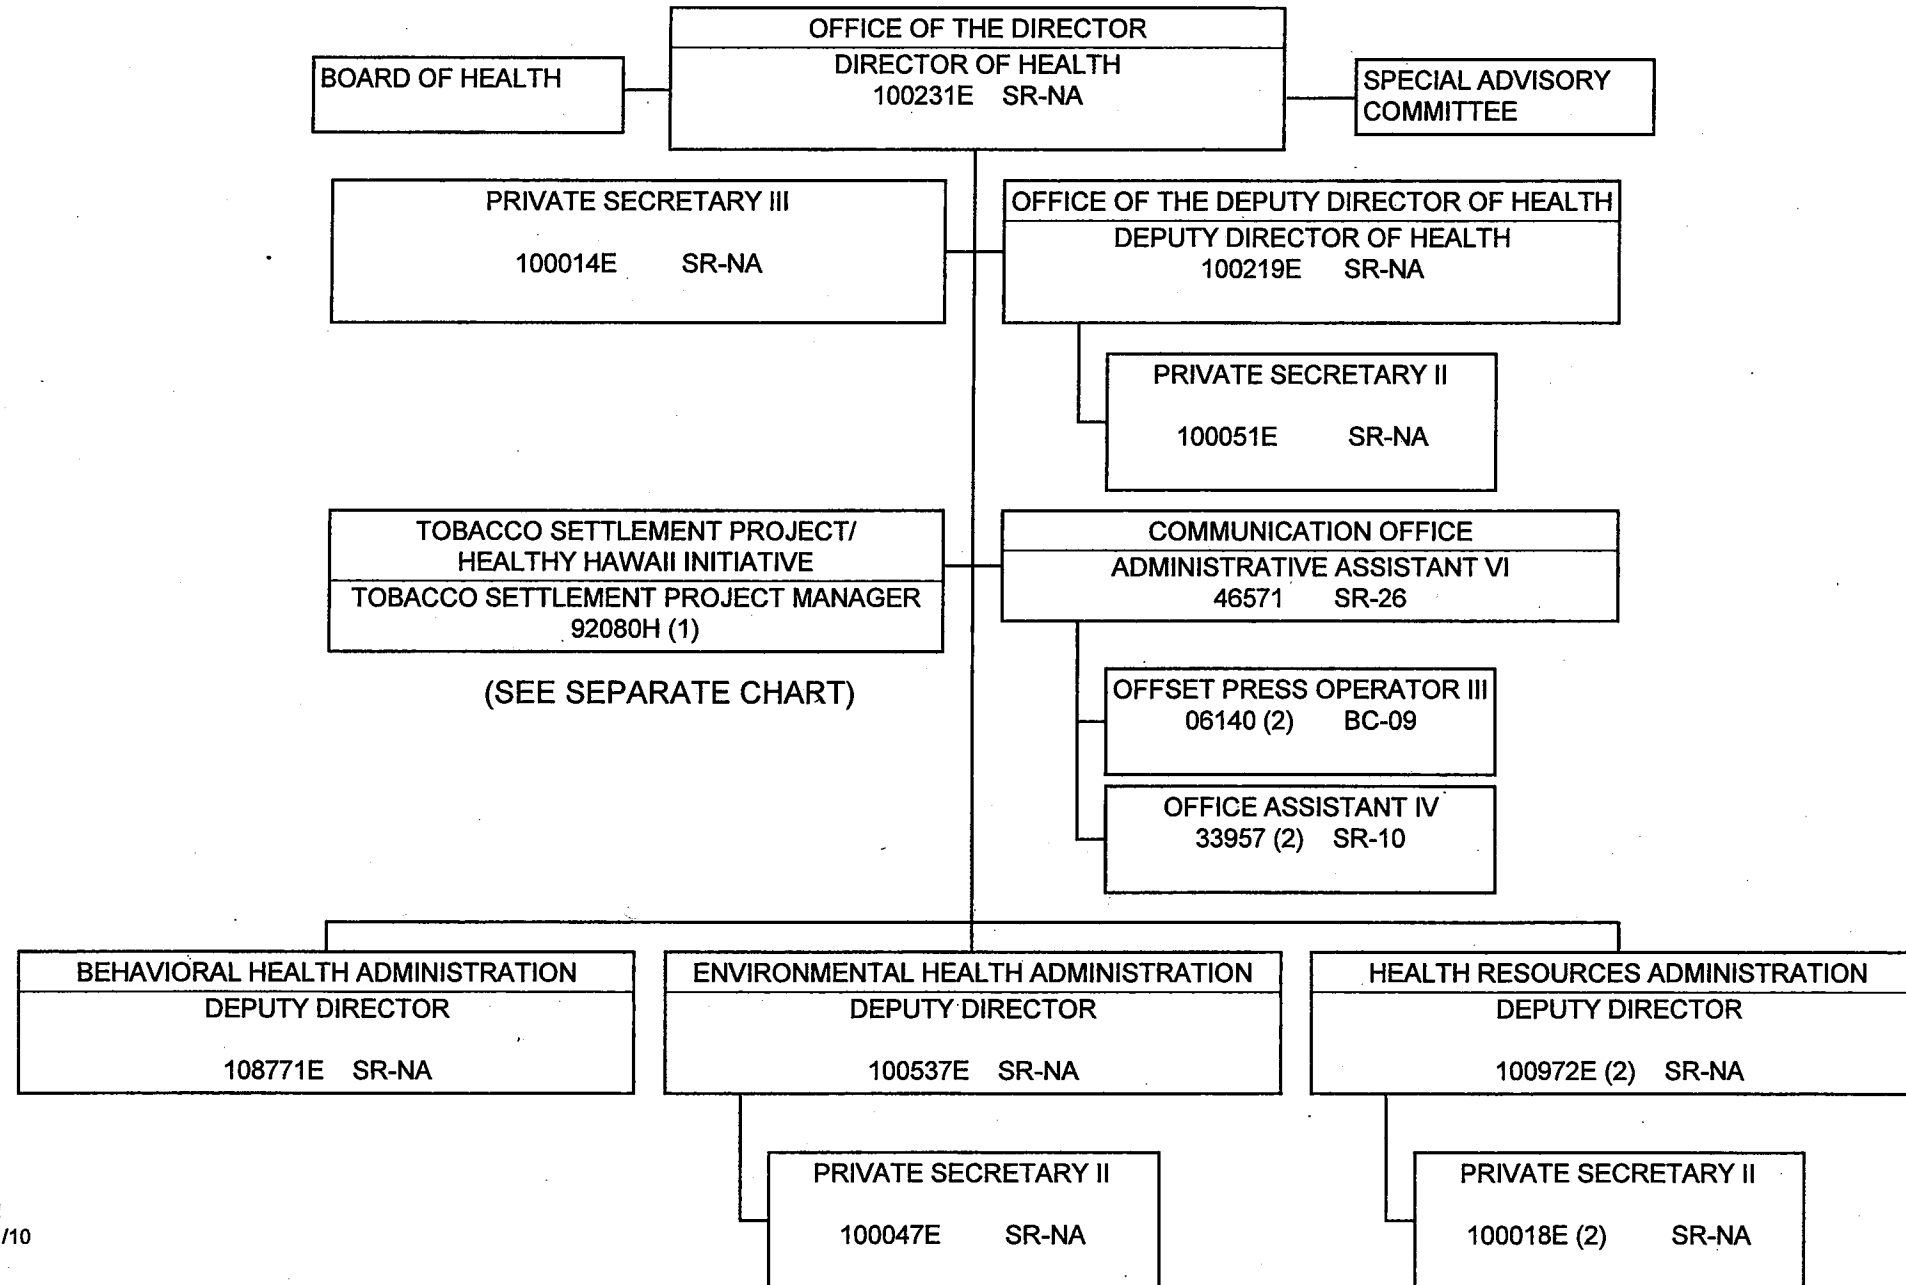 OFFICE OF THE DIRECTOR
DIRECTOR OF HEALTH
100231E SR-NA
BOARD OF HEALTH
SPECIAL ADVISORY
COMMITTEE
PRIVATE SECRETARY III
100014E SR-NA
OFFICE OF THE DEPUTY DIRECTOR OF HEALTH
DEPUTY DIRECTOR OF HEALTH
100219E SR-NA
PRIVATE SECRETARY II
100051E SR-NA
TOBACCO SETTLEMENT PROJECT/
HEALTHY HAWAII INITIATIVE
TOBACCO SETTLEMENT PROJECT MANAGER
92080H (1)
(SEE SEPARATE CHART)
COMMUNICATION OFFICE
ADMINISTRATIVE ASSISTANT VI
46571 SR-26
OFFSET PRESS OPERATOR III
06140 (2) BC-09
OFFICE ASSISTANT IV
33957 (2) SR-10
BEHAVIORAL HEALTH ADMINISTRATION
DEPUTY DIRECTOR
108771E SR-NA
ENVIRONMENTAL HEALTH ADMINISTRATION
DEPUTY DIRECTOR
100537E SR-NA
HEALTH RESOURCES ADMINISTRATION
DEPUTY DIRECTOR
100972E (2) SR-NA
PRIVATE SECRETARY II
100047E SR-NA
PRIVATE SECRETARY II
100018E (2) SR-NA
/10